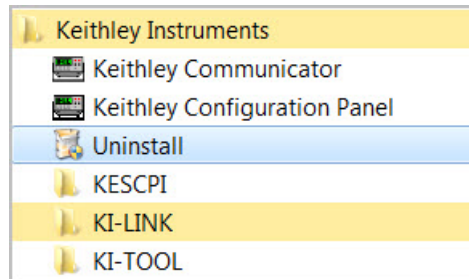 Keithley Instruments
Keithley Communicator
Keithley Configuration Panel
Uninstall
KESCPI
KI-LINK
KI-TOOL